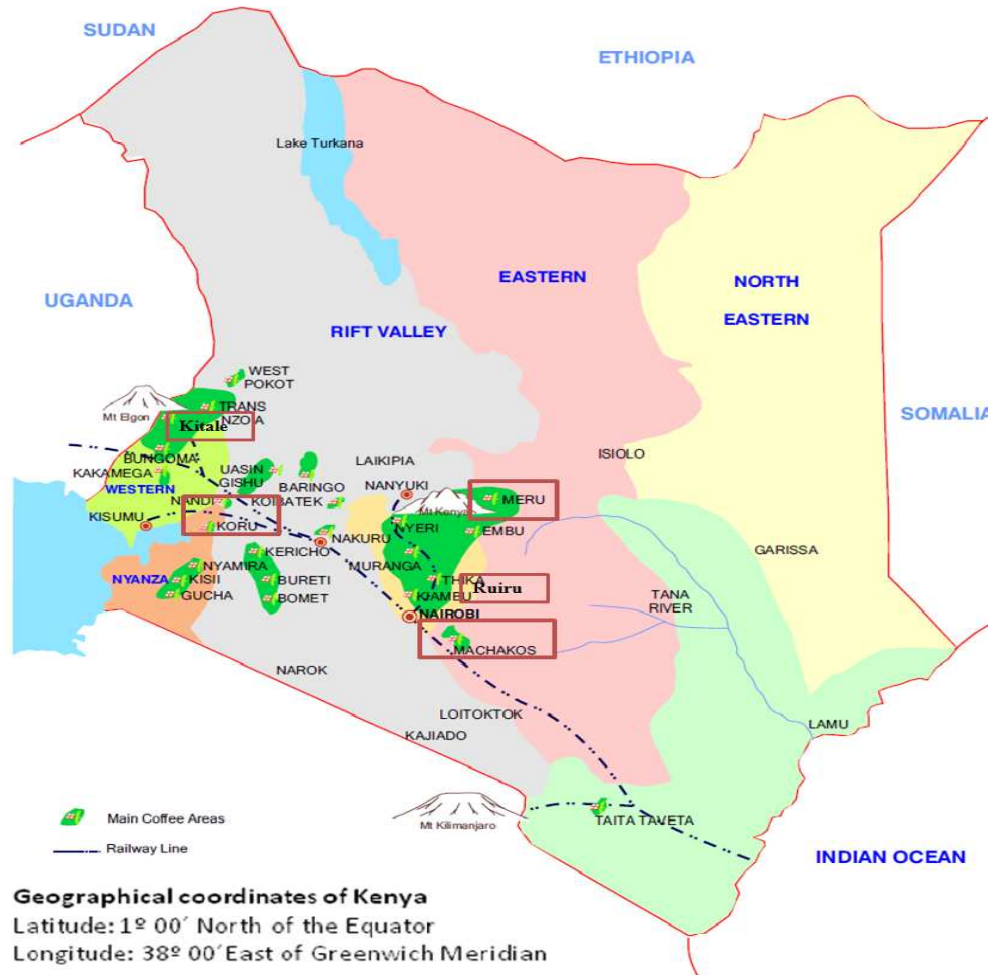 SUDAN
ETHIOPIA
Lake Turkana
EASTERN
NORTH
EASTERN
UGANDA
RIFT VALLEY
WEST
POKOT
Mt Elgon
TRANS
NZOIA
Kitale
SOMALIA
BUNGOMA
KAKAMEGA
UASIN
GISHU
BARINGO
LAIKIPIA
ISIOLO
WESTERN
NANDI
KOIBATEK
NANYUKI
MERU
Mt Kenya
KISUMU
KORU
NYERI
EMBU
NAKURU
GARISSA
KERICHO
MURANGA
NYAMIRA
NYANZA
KISII
BURETI
THIKA
Ruiru
GUCHA
BOMET
KIAMBU
TANA
RIVER
NAIROBI
MACHAKOS
NAROK
LOITOKTOK
LAMU
KAJIADO
Main Coffee Areas
Mt Kilimanjaro
TAITA TAVETA
Railway Line
INDIAN OCEAN
Geographical coordinates of Kenya
Latitude: 1º 00´ North of the Equator
Longitude: 38º 00´East of Greenwich Meridian